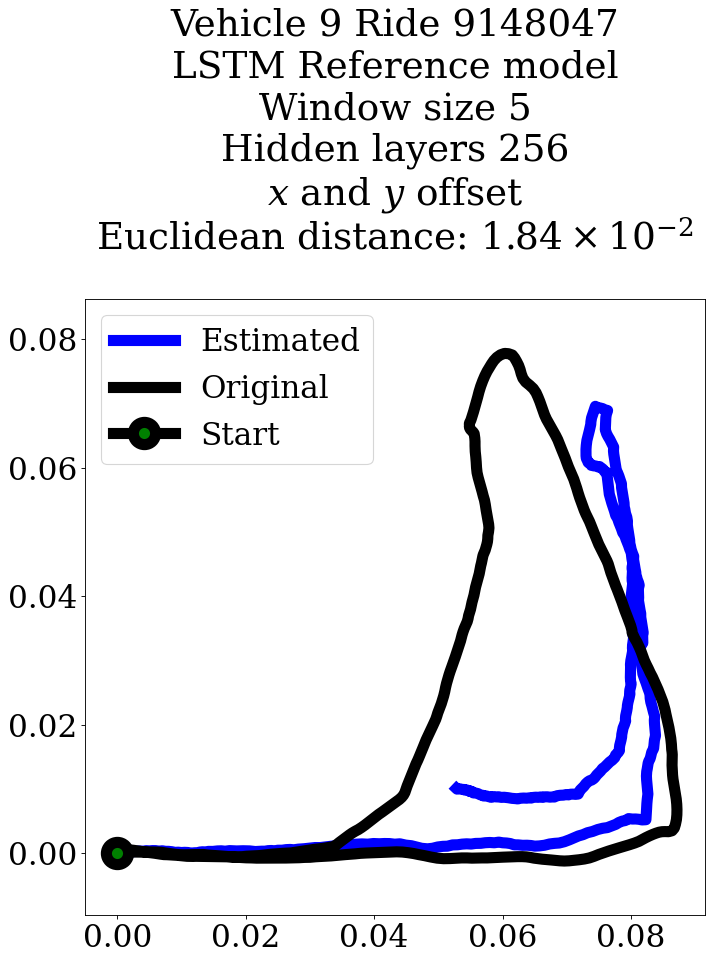 Vehicle 9 Ride 9148047
LSTM Reference model
Window size 5
Hidden layers 256
x and y offset
Euclidean distance: 1.84 × 10⁻²
Estimated
Original
Start
0.08
0.06
0.04
0.02
0.00
0.00 0.02 0.04 0.06 0.08